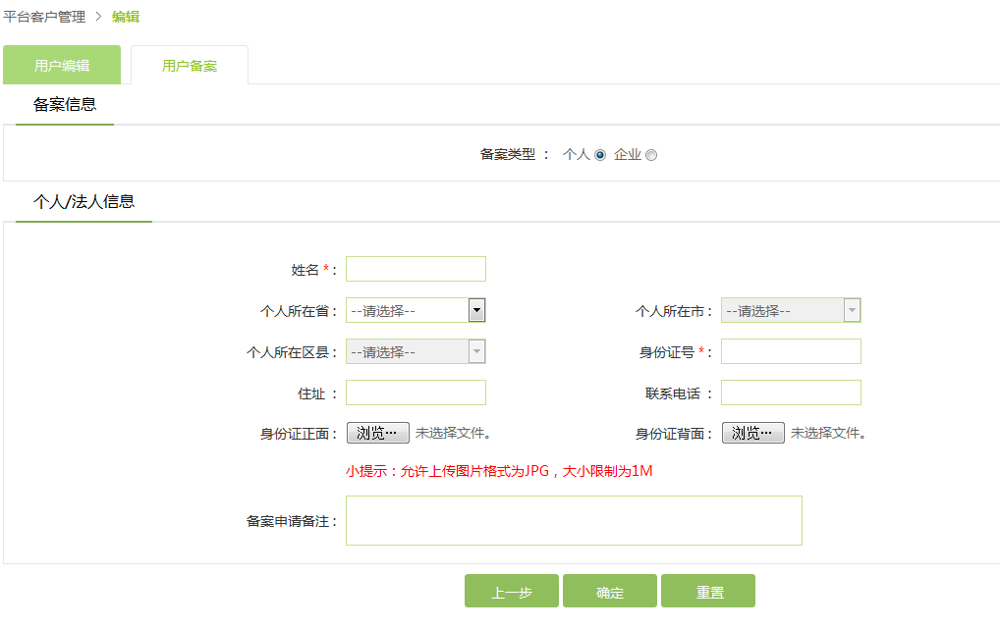 平台客户管理 > 编辑
用户编辑 用户备案
备案信息
备案类型 : 个人 企业
个人/法人信息
姓名 * :
个人所在省 : --请选择-- 个人所在市 : --请选择--
个人所在区县 : --请选择-- 身份证号 * :
住址 : 联系电话 :
身份证正面 : 浏览… 未选择文件。 身份证背面 : 浏览… 未选择文件。
小提示：允许上传图片格式为JPG，大小限制为1M
备案申请备注 :
上一步 确定 重置